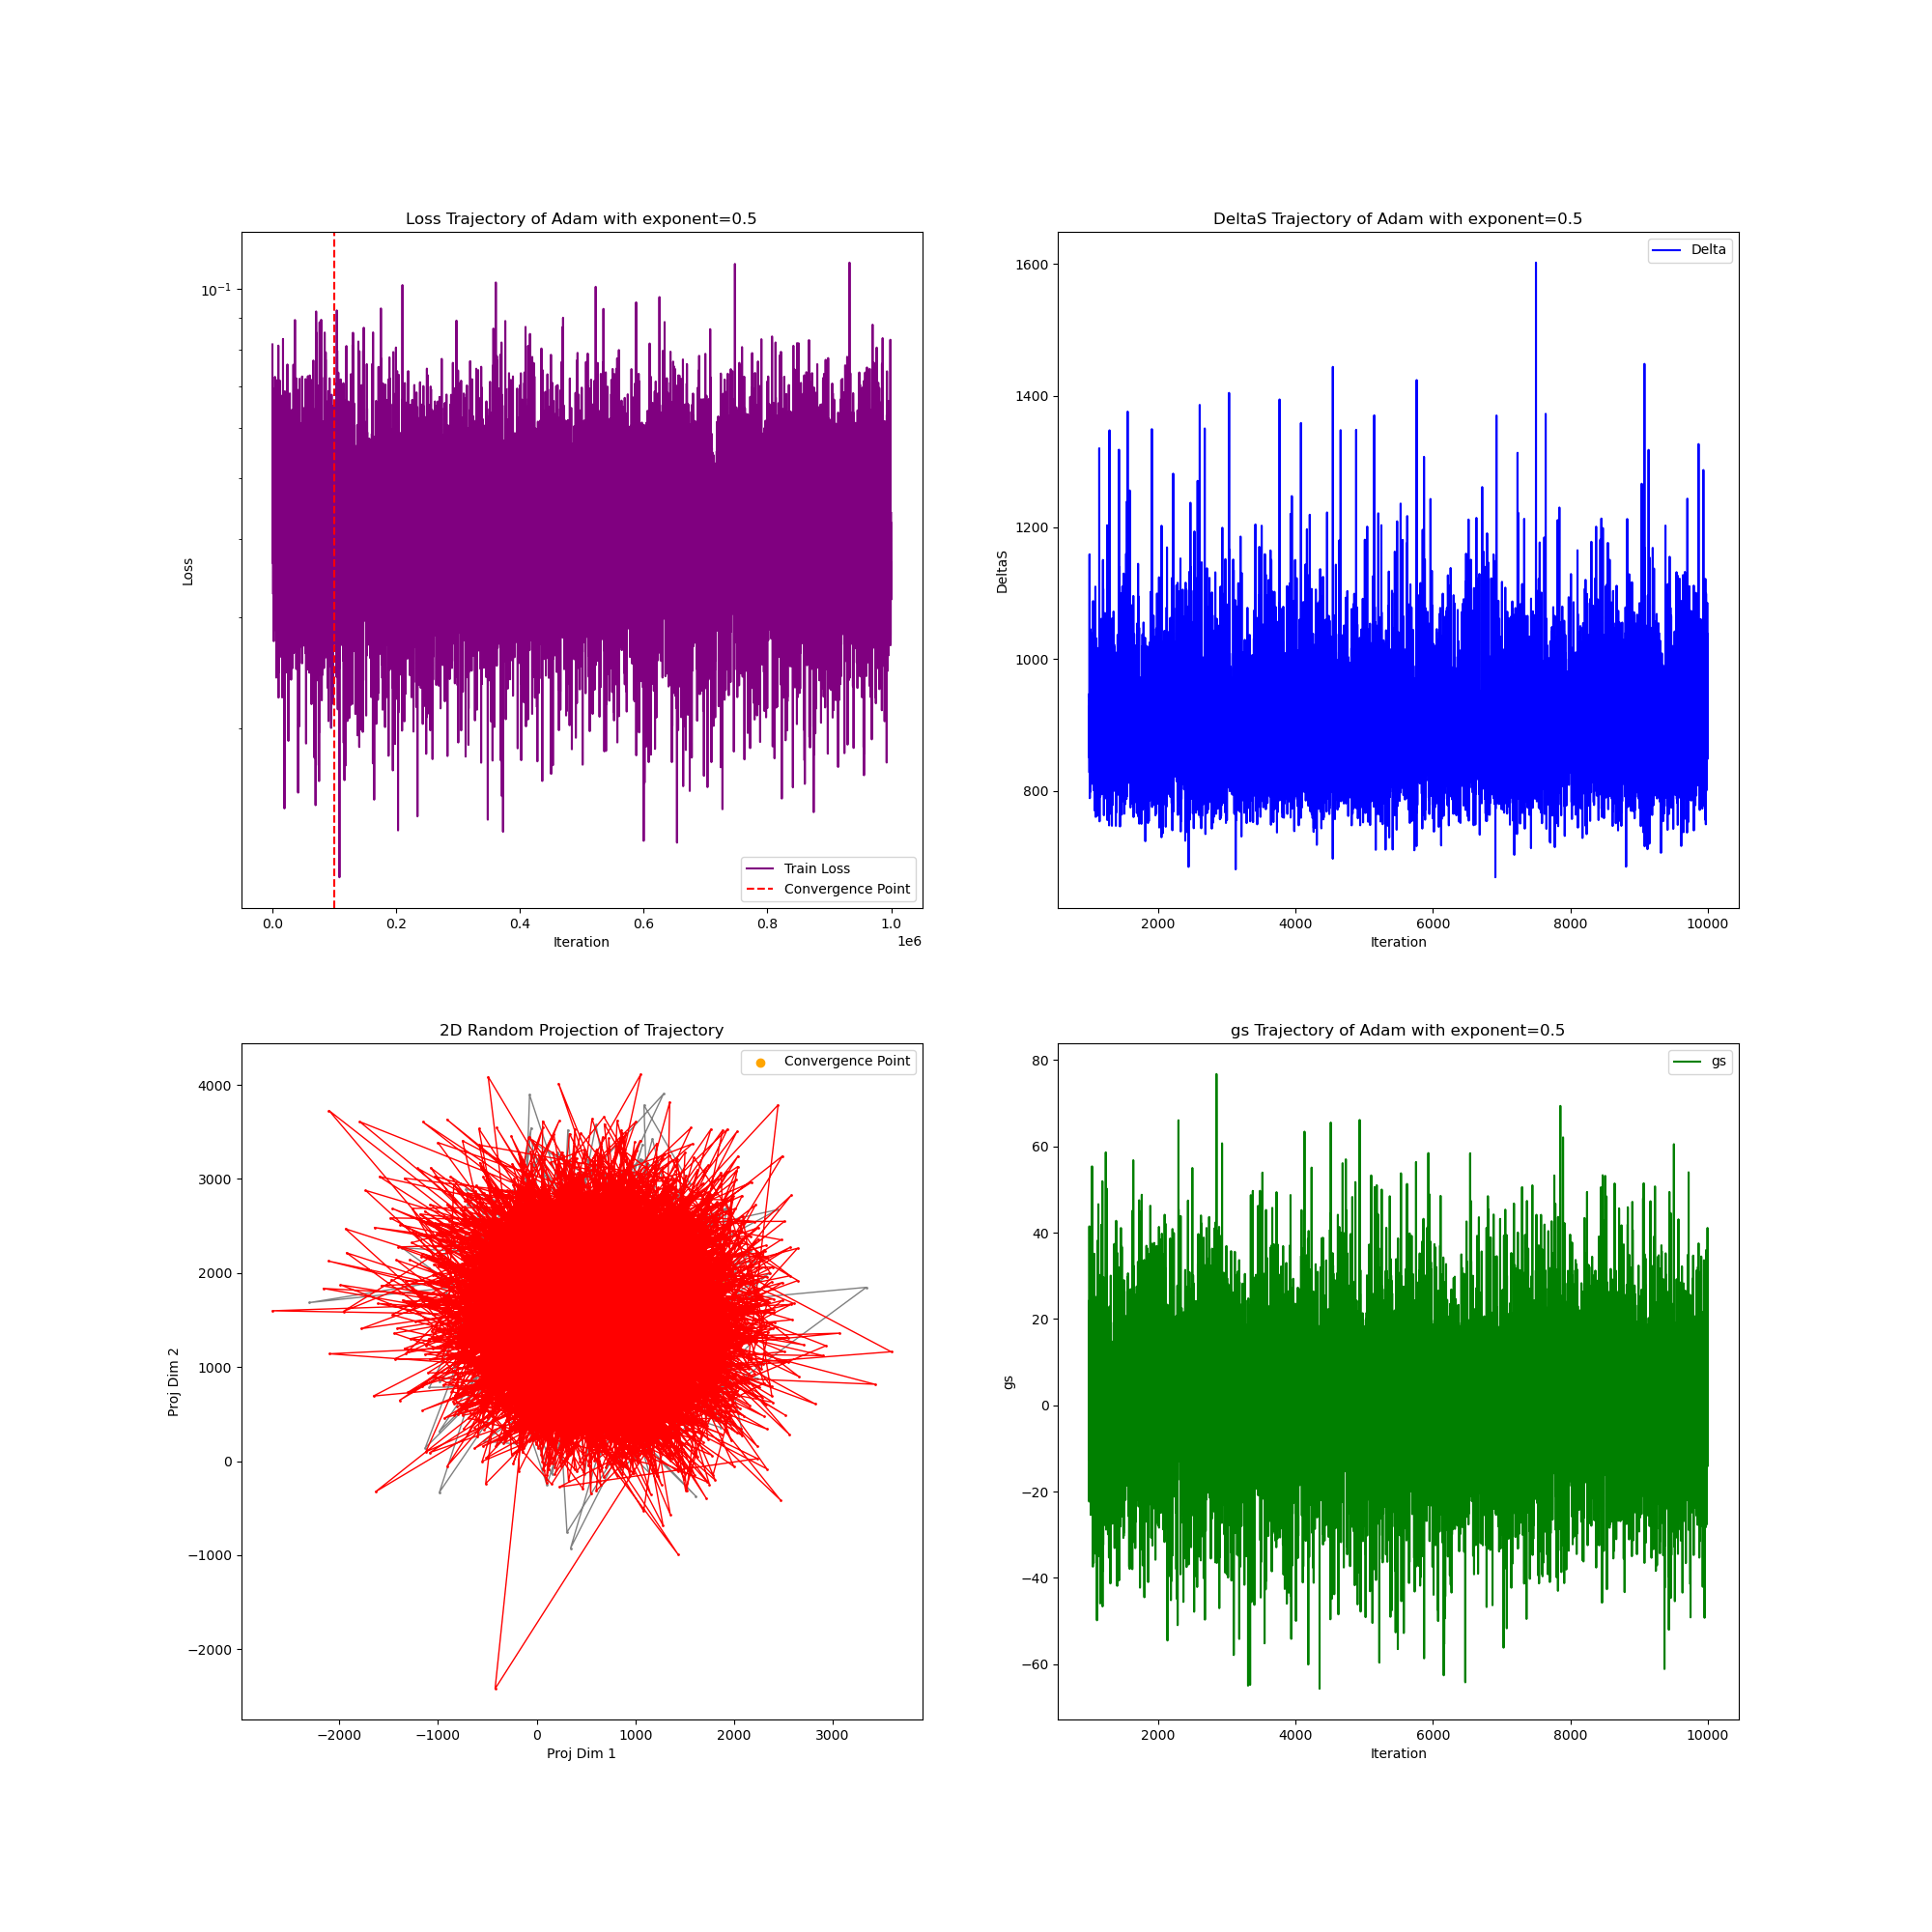 Loss Trajectory of Adam with exponent=0.5
10⁻¹
Loss
Train Loss
Convergence Point
0.0 0.2 0.4 0.6 0.8 1.0
1e6
Iteration
DeltaS Trajectory of Adam with exponent=0.5
Delta
1600
1400
1200
1000
800
DeltaS
2000 4000 6000 8000 10000
Iteration
2D Random Projection of Trajectory
Convergence Point
4000
3000
2000
1000
0
−1000
−2000
Proj Dim 2
−2000 −1000 0 1000 2000 3000
Proj Dim 1
gs Trajectory of Adam with exponent=0.5
gs
80
60
40
20
0
−20
−40
−60
gs
2000 4000 6000 8000 10000
Iteration